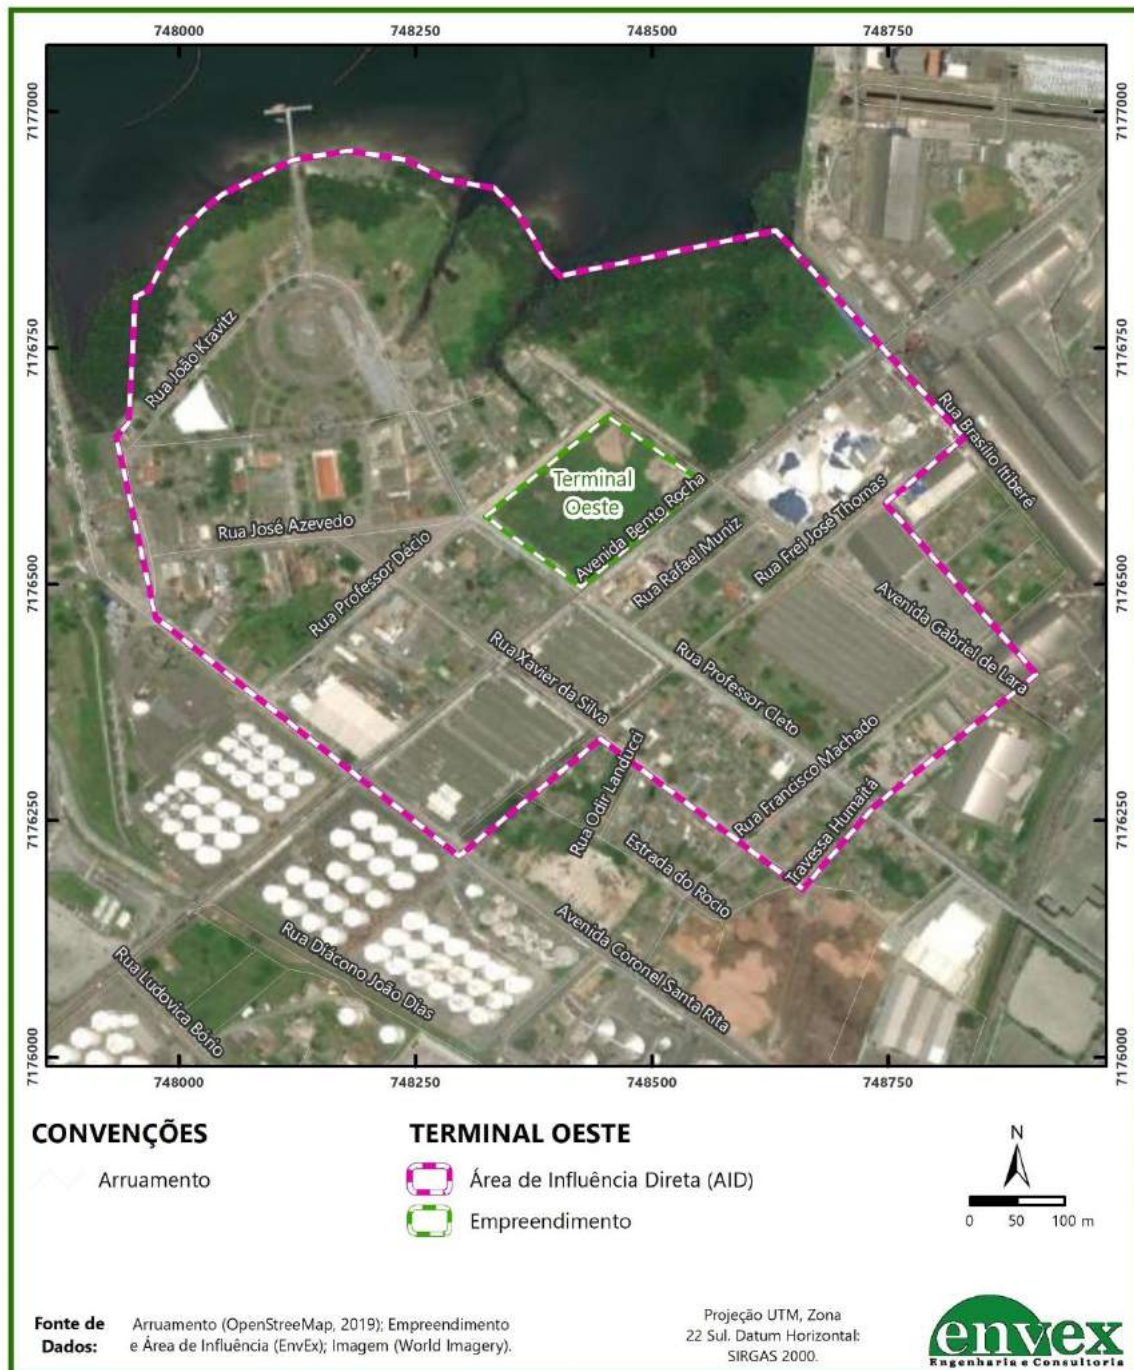 748000 748250 748500 748750
7177000 7177000
Rua João Kravitz
7176750 7176750
Rua Brasílio Itiberê
Terminal
Oeste
Avenida Bento Rocha
Rua José Azevedo
Rua Professor Décio
Rua Rafael Muniz
Rua Frei José Thomas
7176500 7176500
Avenida Gabriel de Lara
Rua Xavier da Silva
Rua Professor Cleto
Rua Odir Landucci
Rua Francisco Machado
Travessa Humaitá
7176250 7176250
Estrada do Rocio
Avenida Coronel Santa Rita
Rua Diácono João Dias
Rua Ludovica Bório
7176000 7176000
748000 748250 748500 748750
CONVENÇÕES
Arruamento
TERMINAL OESTE
Área de Influência Direta (AID)
Empreendimento
N
0 50 100 m
Fonte de
Dados:
Arruamento (OpenStreeMap, 2019); Empreendimento
e Área de Influência (EnvEx); Imagem (World Imagery).
Projeção UTM, Zona
22 Sul. Datum Horizontal:
SIRGAS 2000.
envex
Engenharia e Consultoria